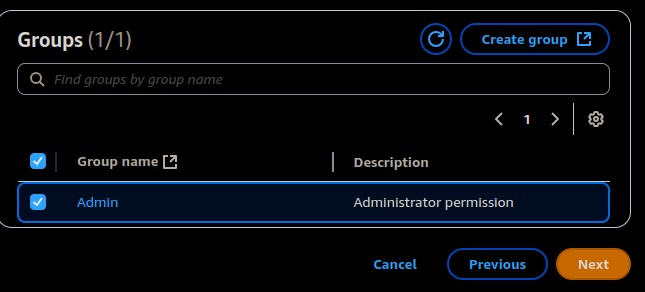 Groups (1/1)
Create group
Find groups by group name
1
Group name
Description
Admin
Administrator permission
Cancel
Previous
Next